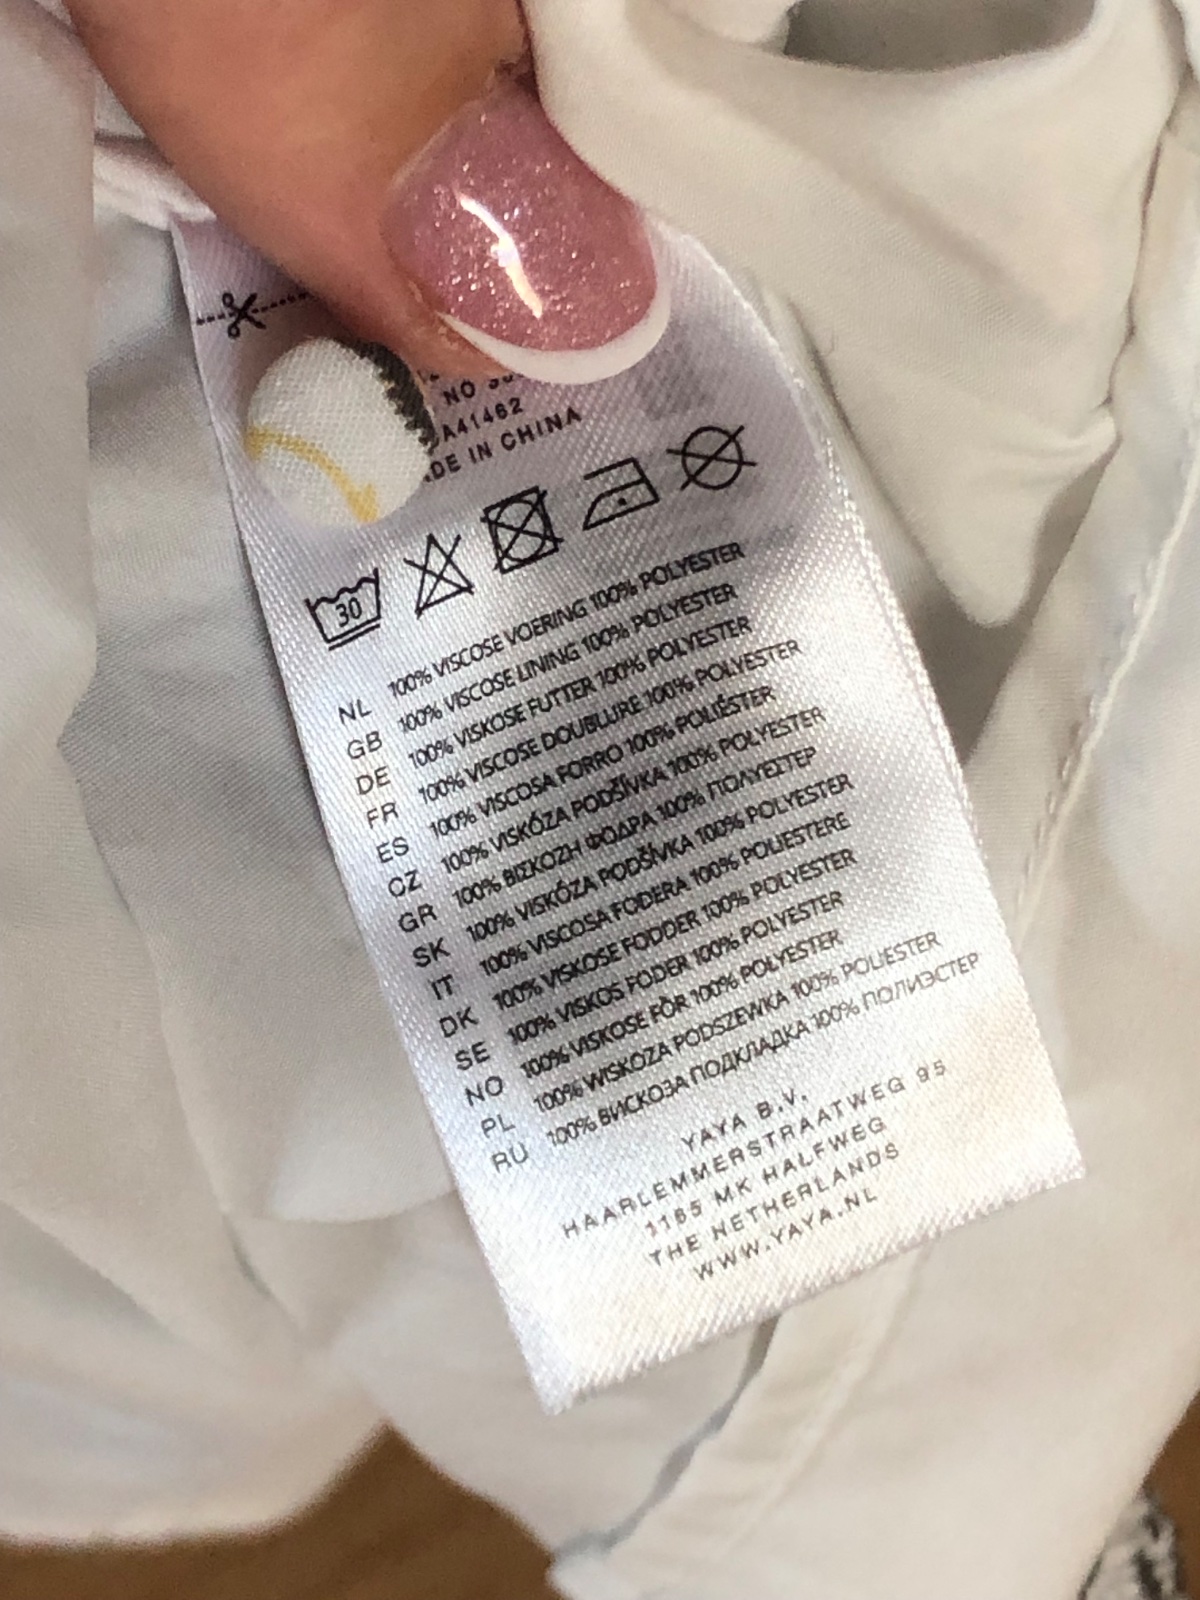 NO
A41462
DE IN CHINA
30
NL 100% VISCOSE VOERING 100% POLYESTER
GB 100% VISCOSE LINING 100% POLYESTER
DE 100% VISKOSE FUTTER 100% POLYESTER
FR 100% VISCOSE DOUBLURE 100% POLYESTER
ES 100% VISCOSA FORRO 100% POLIÉSTER
CZ 100% VISKÓZA PODŠÍVKA 100% POLYESTER
GR 100% ΒΙΣΚΟΖΗ ΦΟΔΡΑ 100% ΠΟΛΥΕΣΤΕΡ
SK 100% VISKÓZA PODŠÍVKA 100% POLYESTER
IT 100% VISCOSA FODERA 100% POLIESTERE
DK 100% VISKOSE FODDER 100% POLYESTER
SE 100% VISKOS FODER 100% POLYESTER
NO 100% VISKOSE FÒR 100% POLYESTER
PL 100% WISKOZA PODSZEWKA 100% POLIESTER
RU 100% ВИСКОЗА ПОДКЛАДКА 100% ПОЛИЭСТЕР
YAYA B.V.
HAARLEMMERSTRAATWEG 95
1165 MK HALFWEG
THE NETHERLANDS
WWW.YAYA.NL